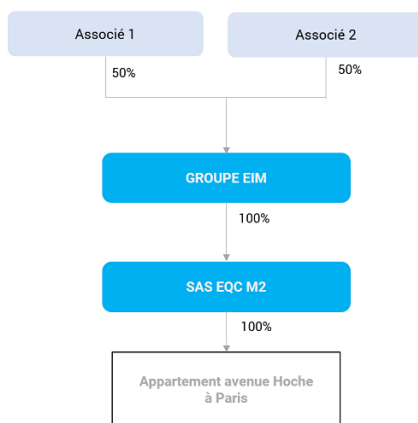 Associé 1
Associé 2
50%
50%
GROUPE EIM
100%
SAS EQC M2
100%
Appartement avenue Hoche
à Paris